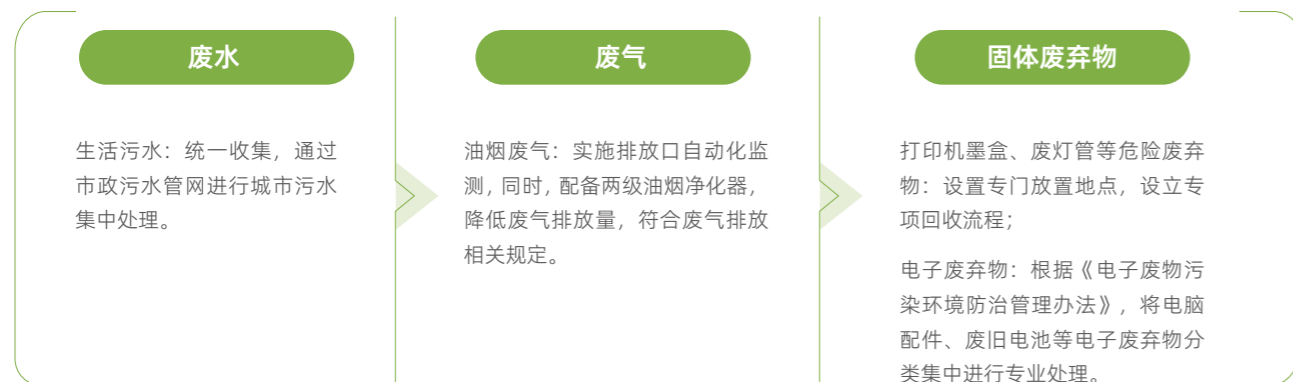 废水
生活污水：统一收集，通过
市政污水管网进行城市污水
集中处理。
废气
油烟废气：实施排放口自动化监
测，同时，配备两级油烟净化器，
降低废气排放量，符合废气排放
相关规定。
固体废弃物
打印机墨盒、废灯管等危险废弃
物：设置专门放置地点，设立专
项回收流程；
电子废弃物：根据《电子废物污
染环境防治管理办法》，将电脑
配件、废旧电池等电子废弃物分
类集中进行专业处理。